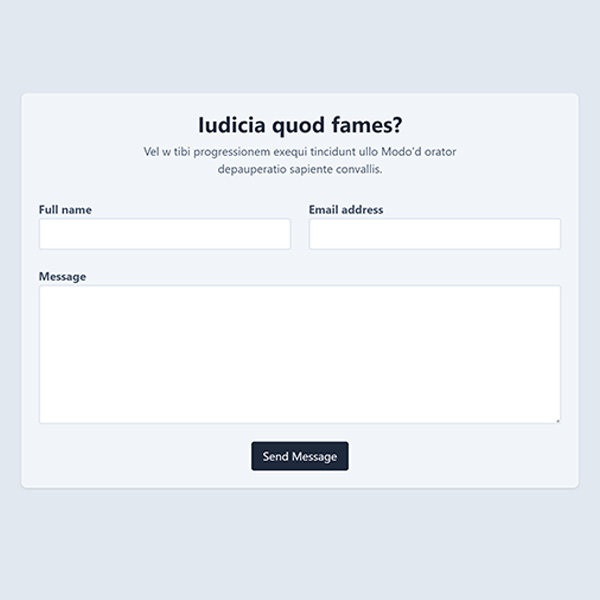 Iudicia quod fames?
Vel w tibi progressionem exequi tincidunt ullo Modo'd orator
depauperatio sapiente convallis.
Full name
Email address
Message
Send Message